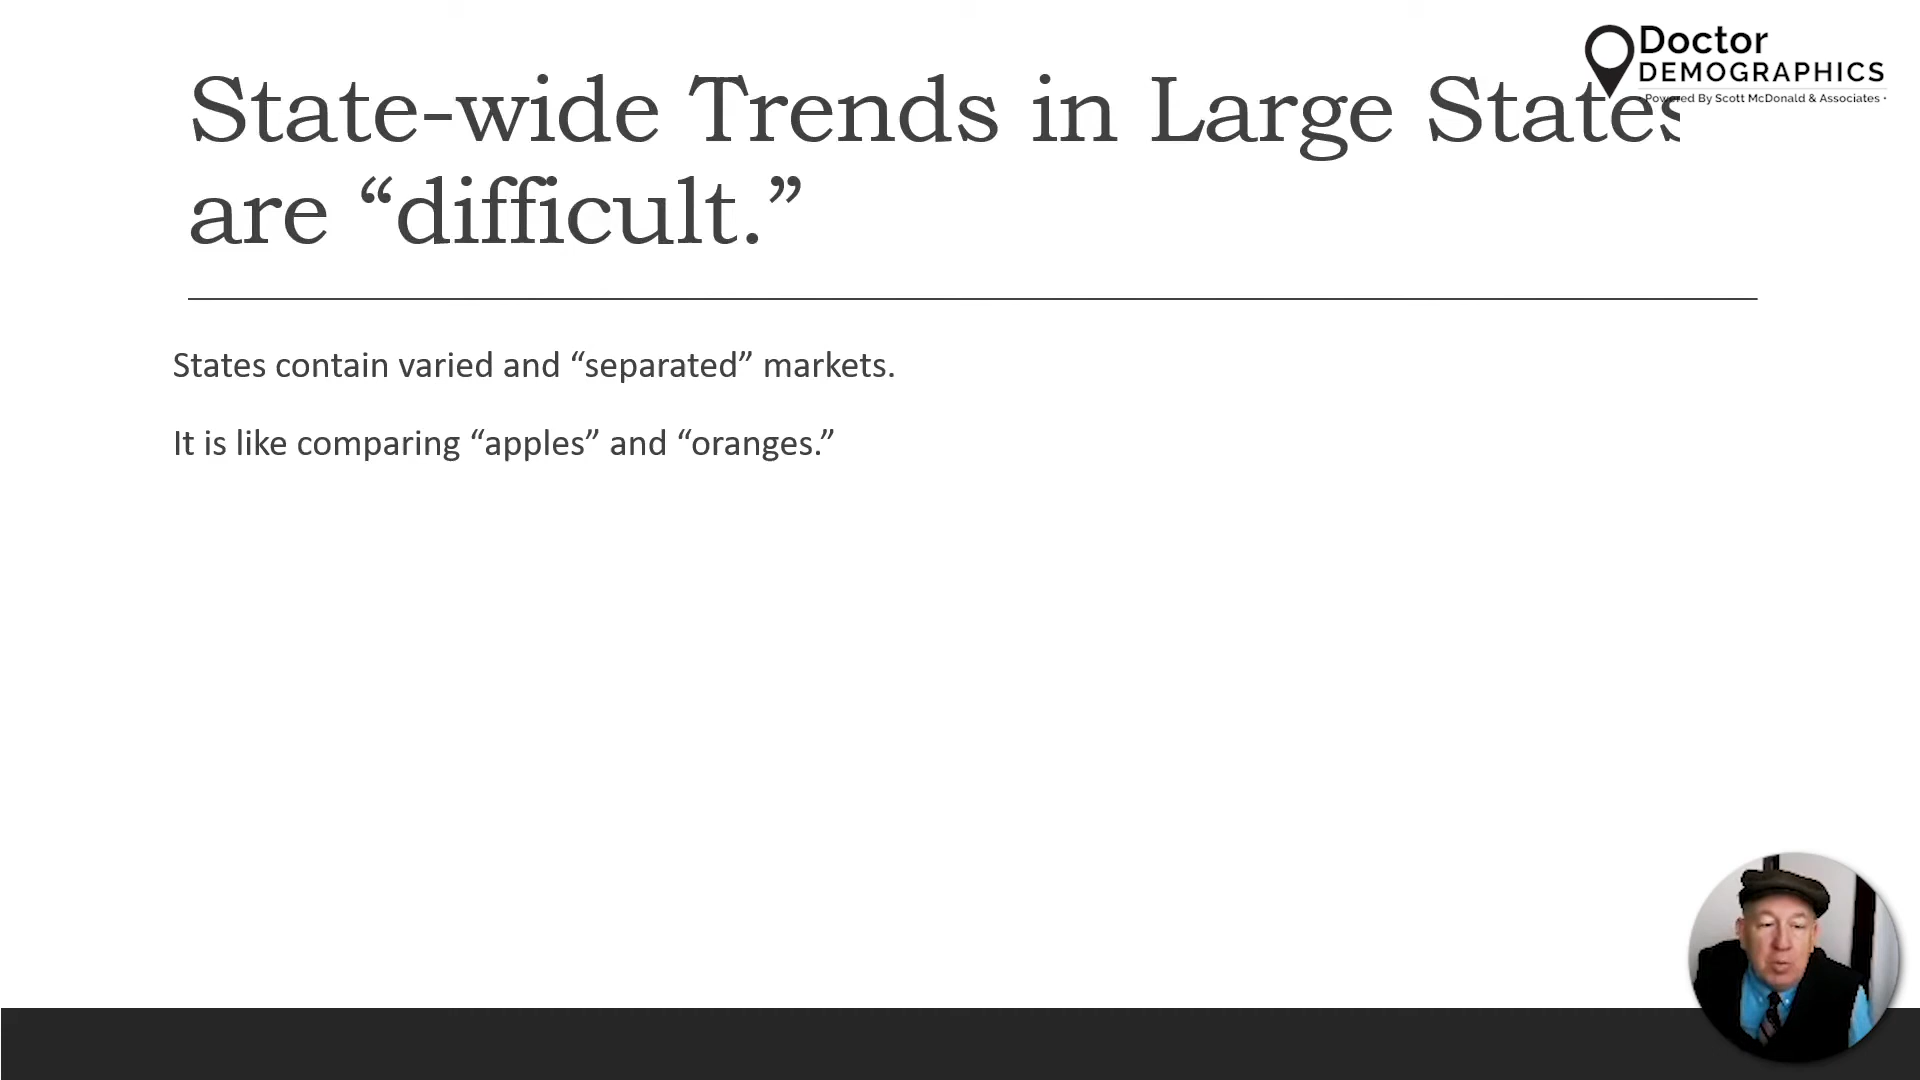 Doctor
DEMOGRAPHICS
Powered By Scott McDonald & Associates
State-wide Trends in Large States
are “difficult.”
States contain varied and “separated” markets.
It is like comparing “apples” and “oranges.”